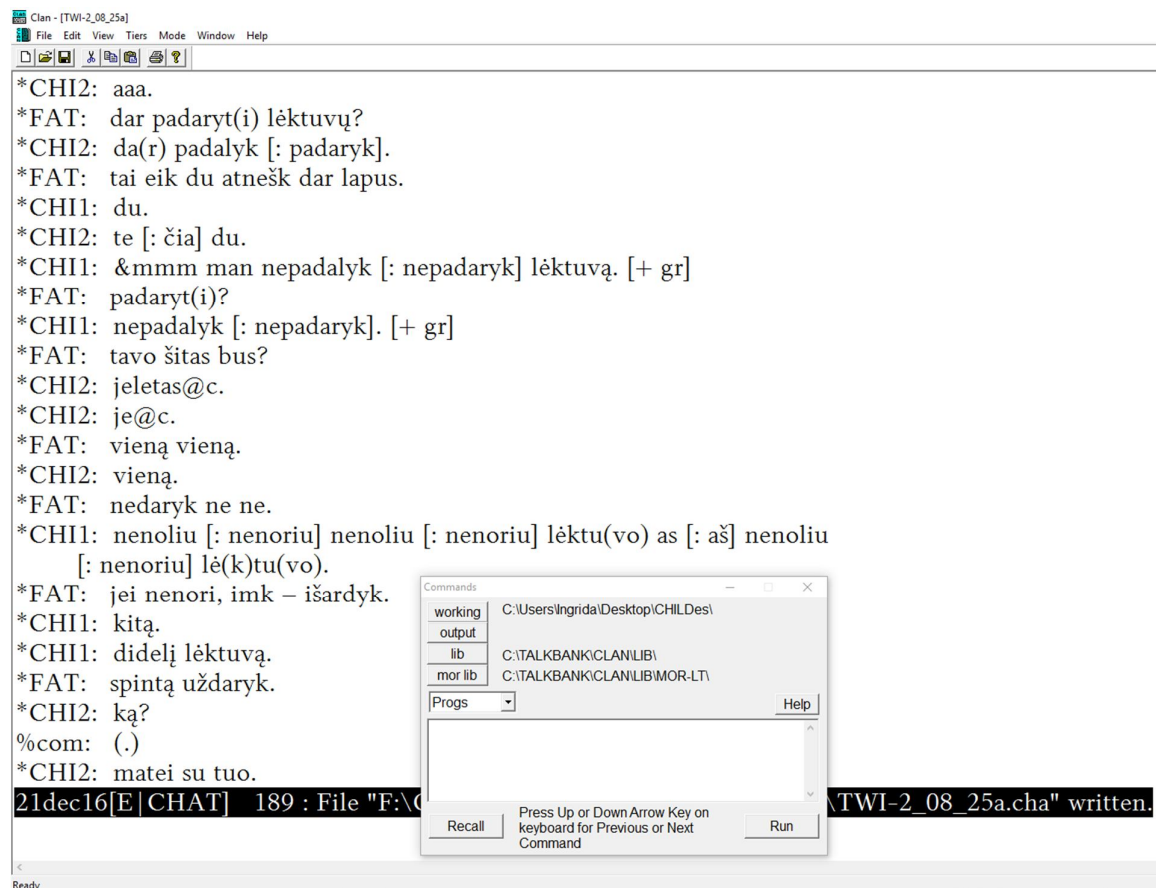 Clan - [TWI-2_08_25a]
File Edit View Tiers Mode Window Help
*CHI2: aaa.
*FAT: dar padaryt(i) lėktuvų?
*CHI2: da(r) padalyk [: padaryk].
*FAT: tai eik du atnešk dar lapus.
*CHI1: du.
*CHI2: te [: čia] du.
*CHI1: &mmm man nepadalyk [: nepadaryk] lėktuvą. [+ gr]
*FAT: padaryt(i)?
*CHI1: nepadalyk [: nepadaryk]. [+ gr]
*FAT: tavo šitas bus?
*CHI2: jeletas@c.
*CHI2: je@c.
*FAT: vieną vieną.
*CHI2: vieną.
*FAT: nedaryk ne ne.
*CHI1: nenoliu [: nenoriu] nenoliu [: nenoriu] lėktu(vo) as [: aš] nenoliu
[: nenoriu] lė(k)tu(vo).
*FAT: jei nenori, imk – išardyk.
*CHI1: kitą.
*CHI1: didelį lėktuvą.
*FAT: spintą uždaryk.
*CHI2: ką?
%com: (.)
*CHI2: matei su tuo.
21dec16[E|CHAT] 189 : File "F:\ \TWI-2_08_25a.cha" written.
Commands
working C:\Users\Ingrida\Desktop\CHILDes\
output
lib C:\TALKBANK\CLAN\LIB\
mor lib C:\TALKBANK\CLAN\LIB\MOR-LT\
Progs Help
Recall Press Up or Down Arrow Key on keyboard for Previous or Next Command Run
Ready